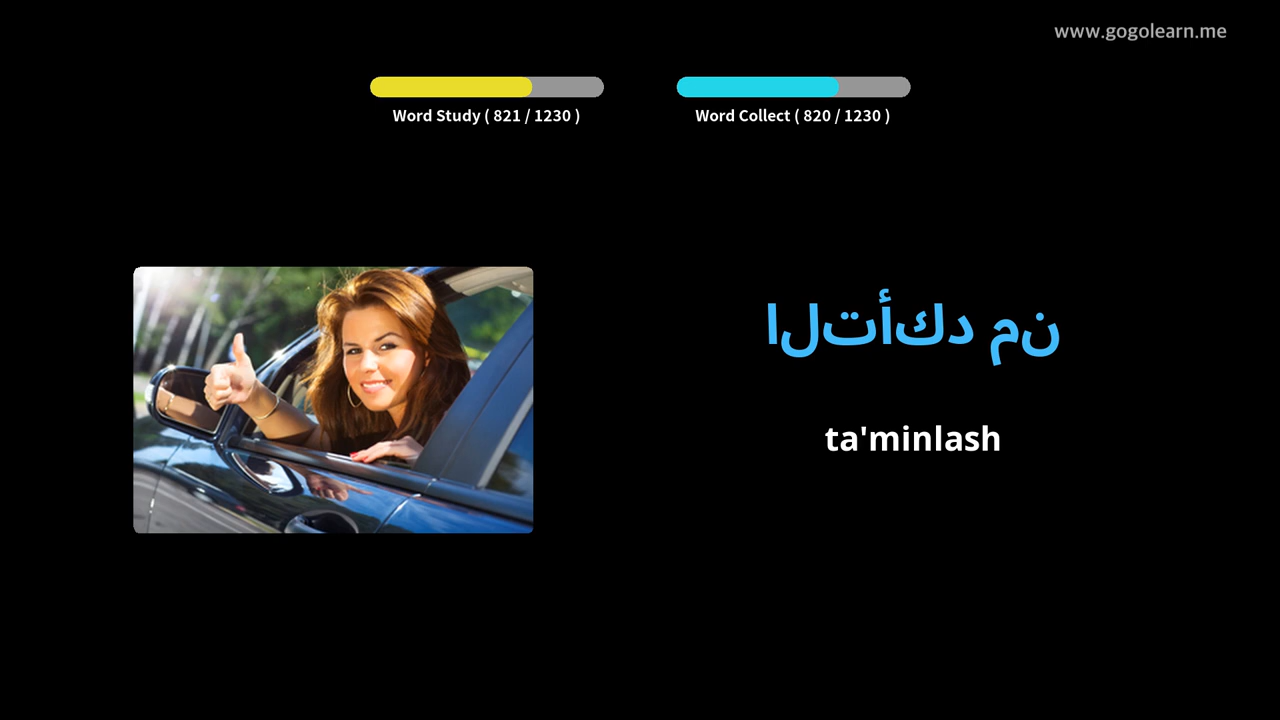 www.gogolearn.me
Word Study ( 821 / 1230 )
Word Collect ( 820 / 1230 )
التأكد من
ta'minlash